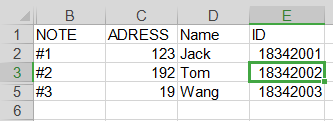 B C D E
1 NOTE ADRESS Name ID
2 #1 123 Jack 18342001
3 #2 192 Tom 18342002
5 #3 19 Wang 18342003
6